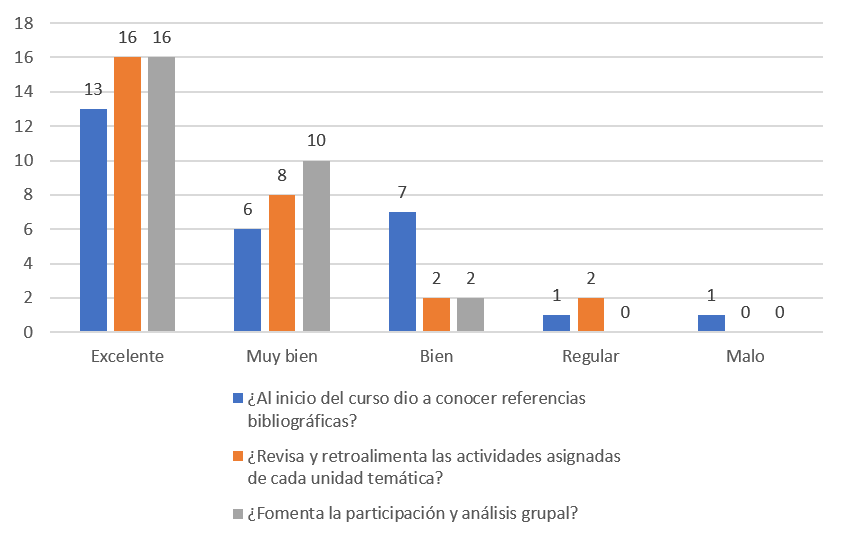 18
16
14
12
10
8
6
4
2
0
13
16
16
6
8
10
7
2
2
1
2
0
1
0
0
Excelente
Muy bien
Bien
Regular
Malo
¿Al inicio del curso dio a conocer referencias
bibliográficas?
¿Revisa y retroalimenta las actividades asignadas
de cada unidad temática?
¿Fomenta la participación y análisis grupal?